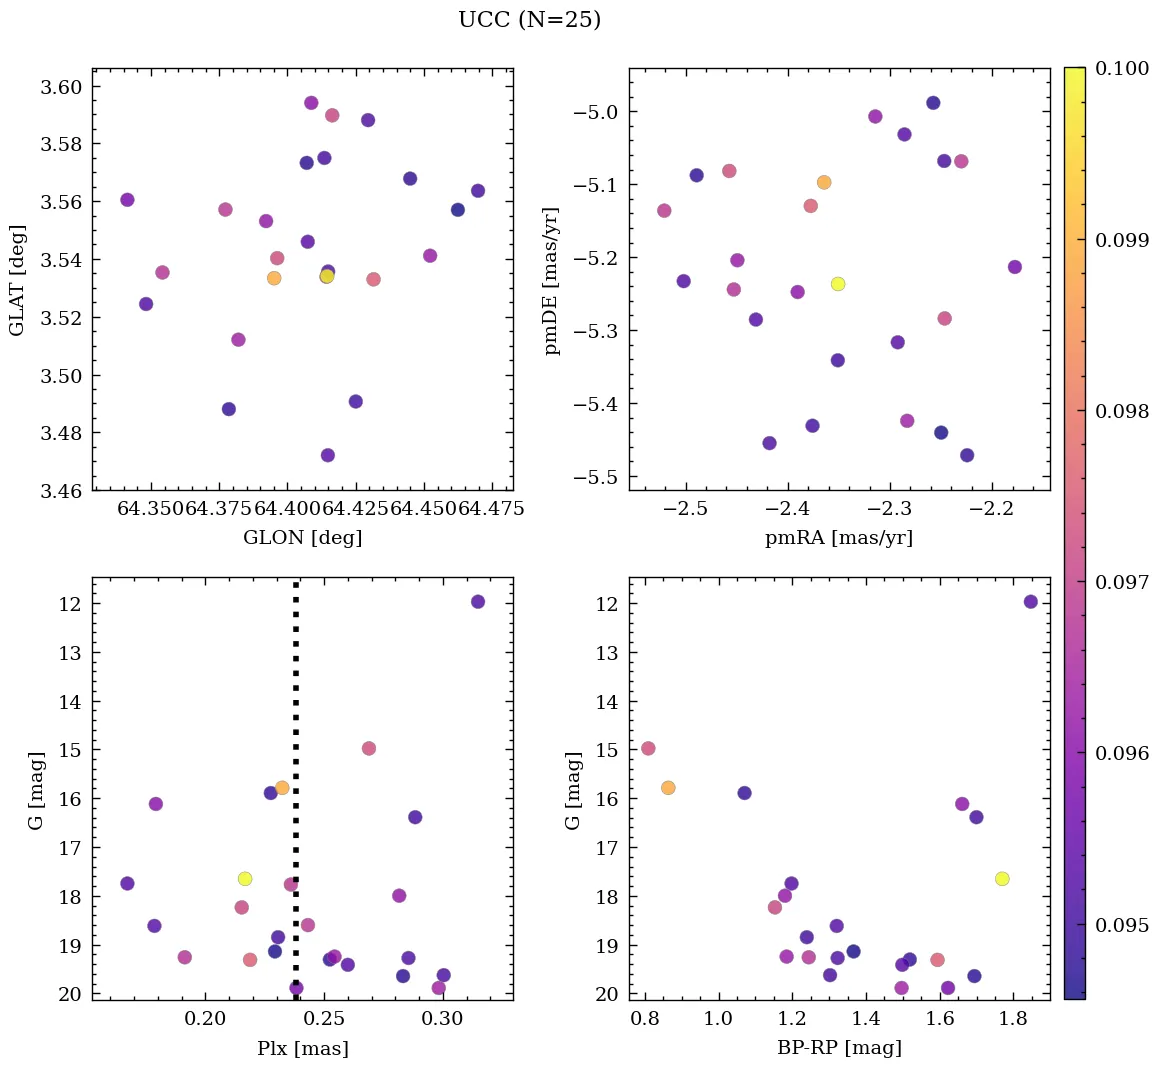 UCC (N=25)
3.60
3.58
3.56
3.54
3.52
3.50
3.48
3.46
GLAT [deg]
64.350 64.375 64.400 64.425 64.450 64.475
GLON [deg]
−5.0
−5.1
−5.2
−5.3
−5.4
−5.5
pmDE [mas/yr]
−2.5 −2.4 −2.3 −2.2
pmRA [mas/yr]
12
13
14
15
16
17
18
19
20
G [mag]
0.20 0.25 0.30
Plx [mas]
12
13
14
15
16
17
18
19
20
G [mag]
0.8 1.0 1.2 1.4 1.6 1.8
BP-RP [mag]
0.100
0.099
0.098
0.097
0.096
0.095